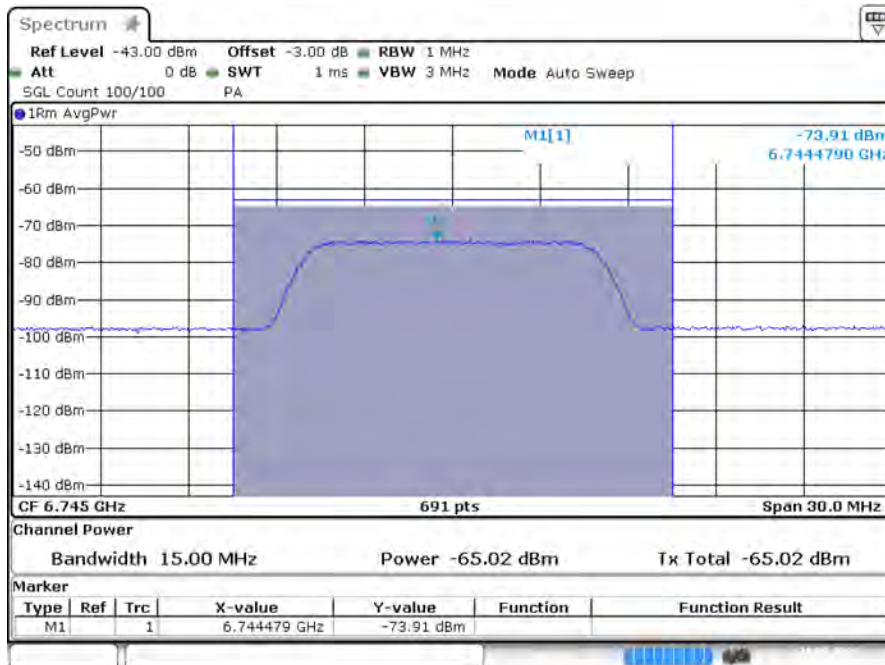 Spectrum
Ref Level -43.00 dBm Offset -3.00 dB RBW 1 MHz
Att 0 dB SWT 1 ms VBW 3 MHz Mode Auto Sweep
SGL Count 100/100 PA
1Rm AvgPwr
M1[1] -73.91 dBm
6.7444790 GHz
-50 dBm
-60 dBm
-70 dBm
-80 dBm
-90 dBm
-100 dBm
-110 dBm
-120 dBm
-130 dBm
-140 dBm
CF 6.745 GHz 691 pts Span 30.0 MHz
Channel Power
Bandwidth 15.00 MHz Power -65.02 dBm Tx Total -65.02 dBm
Marker
Type Ref Trc X-value Y-value Function Function Result
M1 1 6.744479 GHz -73.91 dBm